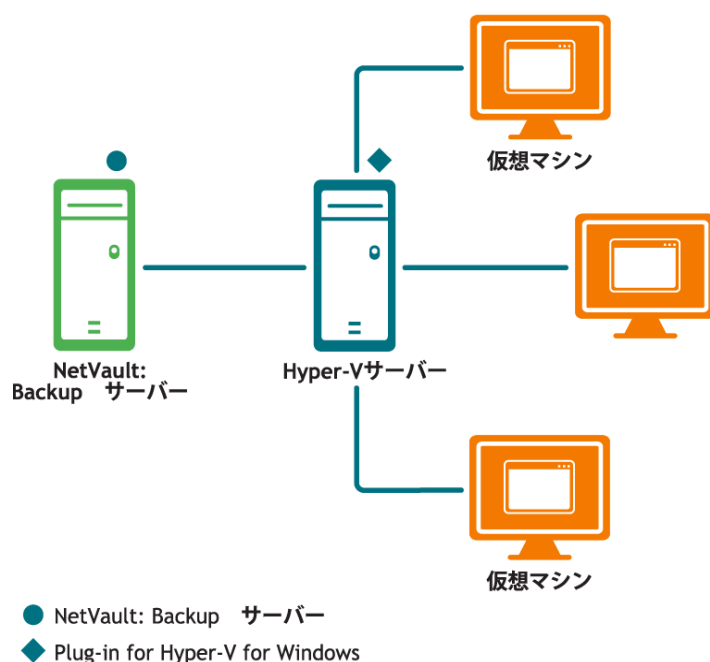 仮想マシン
NetVault:
Backup　サーバー
Hyper-Vサーバー
仮想マシン
NetVault: Backup　サーバー
Plug-in for Hyper-V for Windows